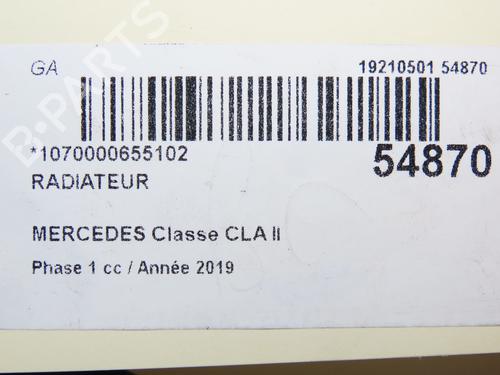 GA
19210501 54870
*1070000655102
54870
RADIATEUR
MERCEDES Classe CLA II
Phase 1 cc / Année 2019
B-PARTS